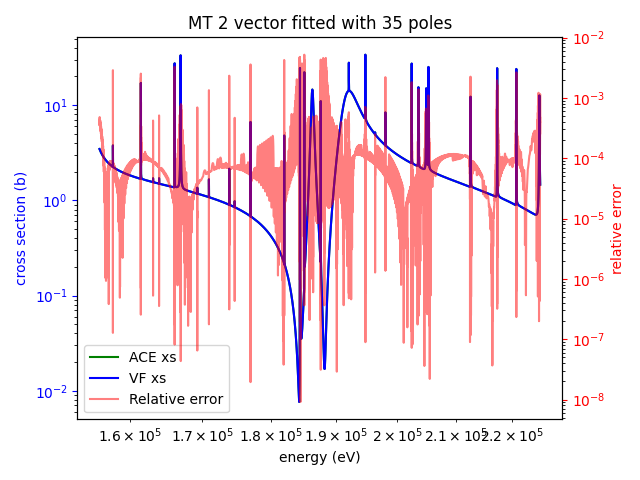 MT 2 vector fitted with 35 poles
10¹
10⁰
10⁻¹
10⁻²
cross section (b)
10⁻²
10⁻³
10⁻⁴
10⁻⁵
10⁻⁶
10⁻⁷
10⁻⁸
relative error
ACE xs
VF xs
Relative error
1.6 × 10⁵ 1.7 × 10⁵ 1.8 × 10⁵ 1.9 × 10⁵ 2 × 10⁵ 2.1 × 10⁵ 2.2 × 10⁵
energy (eV)